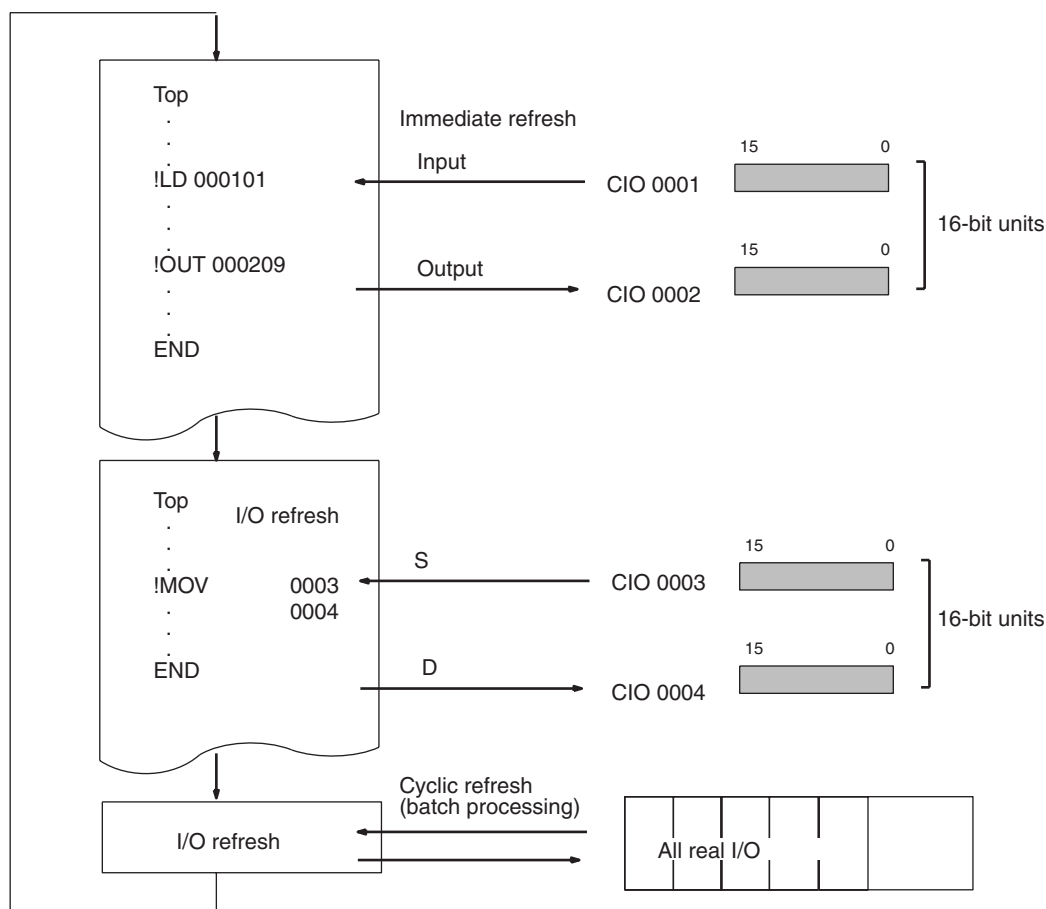 Top
.
.
.
!LD 000101
.
.
.
!OUT 000209
.
.
.
END
Immediate refresh
Input
CIO 0001
15 0
Output
CIO 0002
15 0
16-bit units
Top
I/O refresh
.
.
.
!MOV 0003
0004
.
.
.
END
S
CIO 0003
15 0
D
CIO 0004
15 0
16-bit units
I/O refresh
Cyclic refresh
(batch processing)
All real I/O